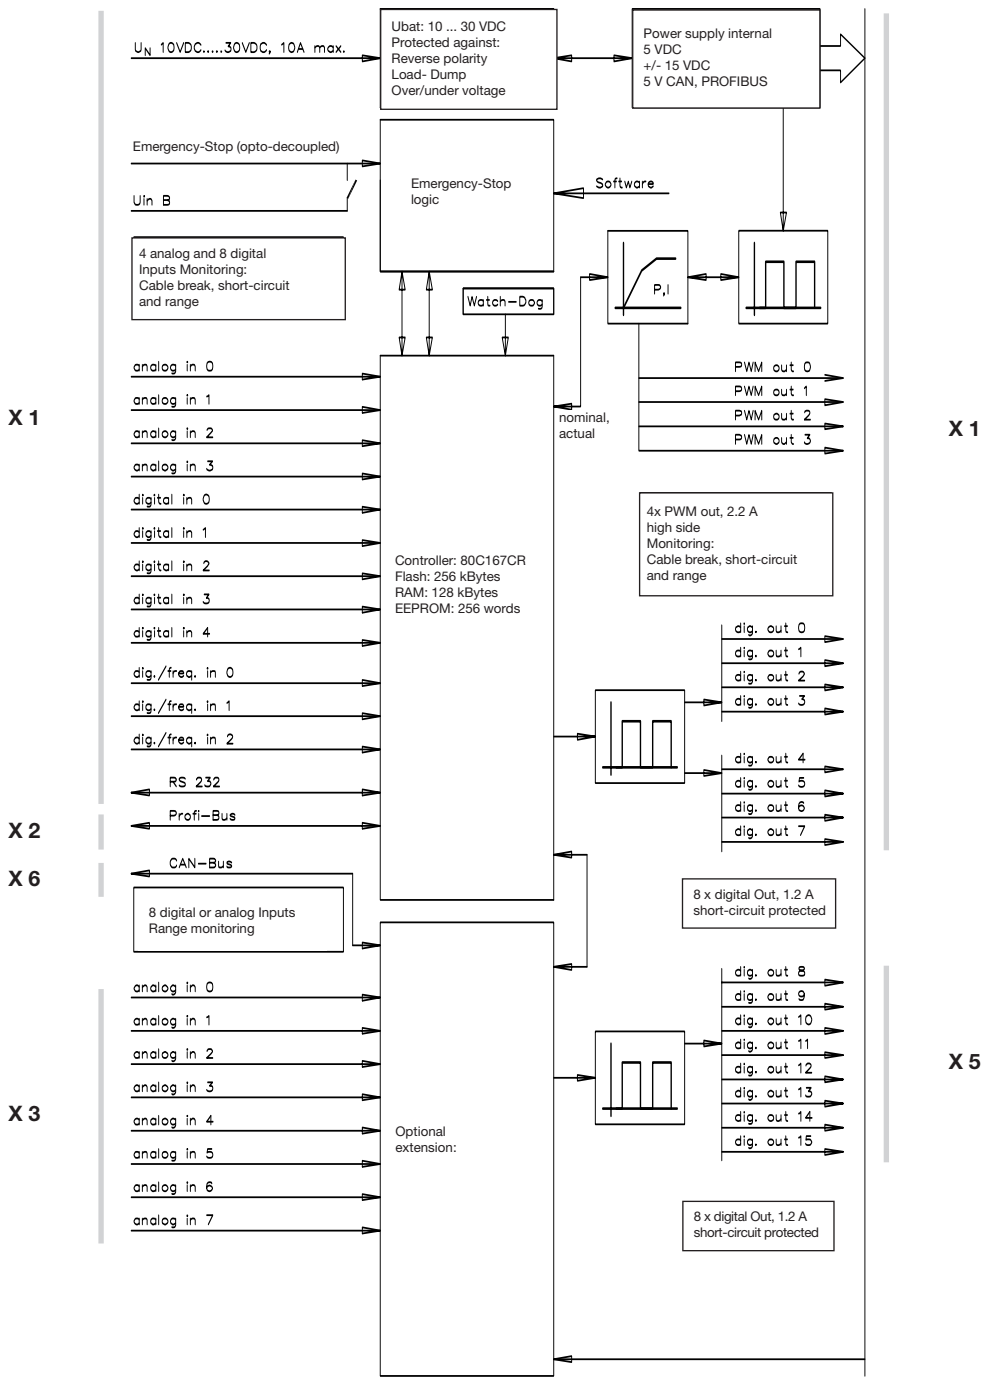 U_N 10VDC.....30VDC, 10A max.
Ubat: 10 ... 30 VDC
Protected against:
Reverse polarity
Load- Dump
Over/under voltage
Power supply internal
5 VDC
+/- 15 VDC
5 V CAN, PROFIBUS
Emergency-Stop (opto-decoupled)
Uin B
Emergency-Stop
logic
Software
4 analog and 8 digital
Inputs Monitoring:
Cable break, short-circuit
and range
Watch-Dog
P,I
X 1
analog in 0
analog in 1
analog in 2
analog in 3
digital in 0
digital in 1
digital in 2
digital in 3
digital in 4
dig./freq. in 0
dig./freq. in 1
dig./freq. in 2
RS 232
X 2
Profi-Bus
X 6
CAN-Bus
8 digital or analog Inputs
Range monitoring
Controller: 80C167CR
Flash: 256 kBytes
RAM: 128 kBytes
EEPROM: 256 words
nominal,
actual
PWM out 0
PWM out 1
PWM out 2
PWM out 3
X 1
4x PWM out, 2.2 A
high side
Monitoring:
Cable break, short-circuit
and range
dig. out 0
dig. out 1
dig. out 2
dig. out 3
dig. out 4
dig. out 5
dig. out 6
dig. out 7
8 x digital Out, 1.2 A
short-circuit protected
X 3
analog in 0
analog in 1
analog in 2
analog in 3
analog in 4
analog in 5
analog in 6
analog in 7
Optional
extension:
dig. out 8
dig. out 9
dig. out 10
dig. out 11
dig. out 12
dig. out 13
dig. out 14
dig. out 15
X 5
8 x digital Out, 1.2 A
short-circuit protected